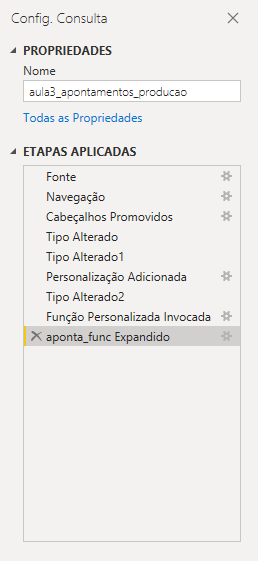 Config. Consulta
PROPRIEDADES
Nome
aula3_apontamentos_producao
Todas as Propriedades
ETAPAS APLICADAS
Fonte
Navegação
Cabeçalhos Promovidos
Tipo Alterado
Tipo Alterado1
Personalização Adicionada
Tipo Alterado2
Função Personalizada Invocada
aponta_func Expandido